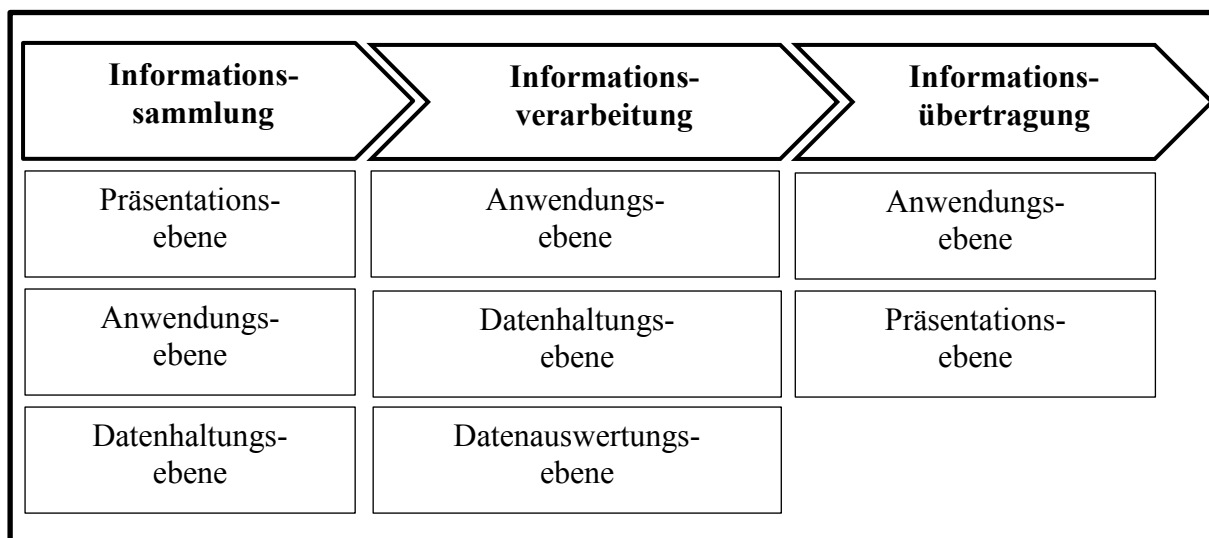 Informations-
sammlung
Informations-
verarbeitung
Informations-
übertragung
Präsentations-
ebene
Anwendungs-
ebene
Anwendungs-
ebene
Anwendungs-
ebene
Datenhaltungs-
ebene
Präsentations-
ebene
Datenhaltungs-
ebene
Datenauswertungs-
ebene